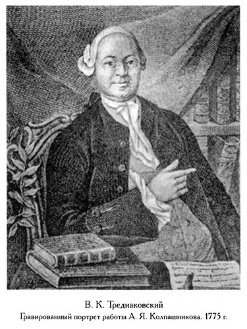 В. К. Тредиаковский
Гравированный портрет работы А. Я. Колпашникова. 1775 г.